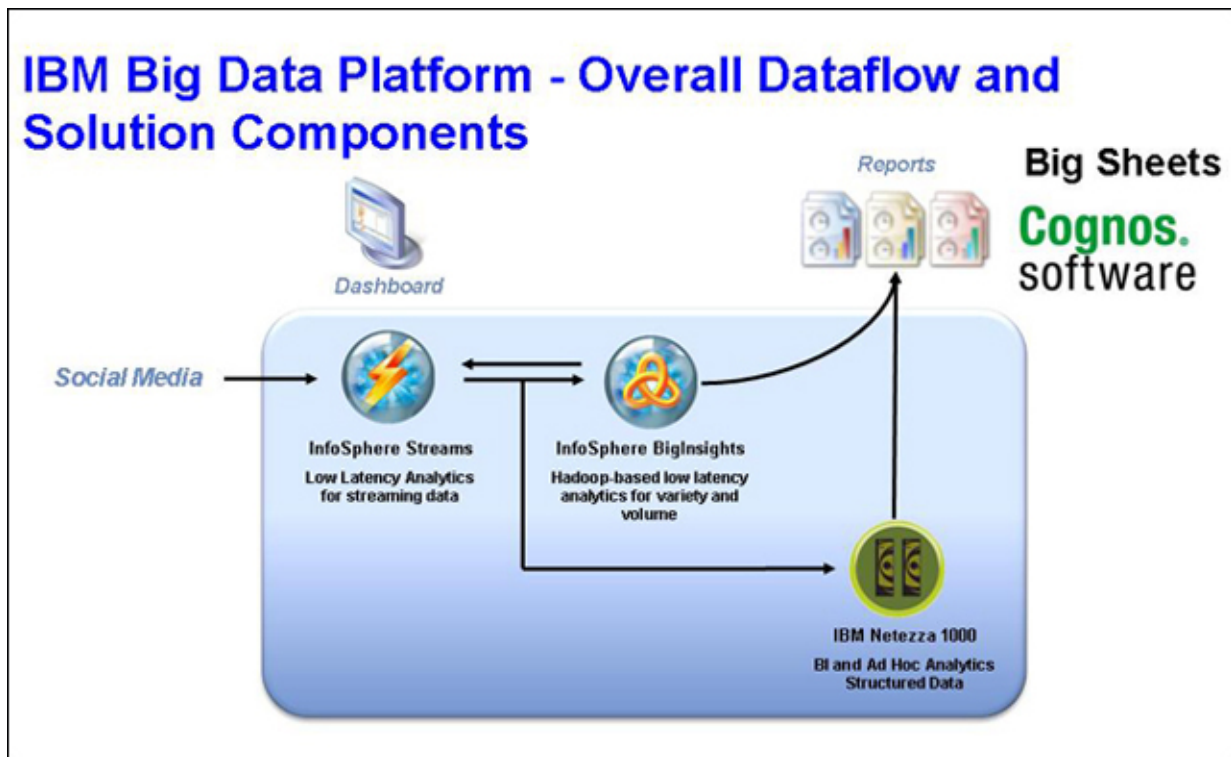 IBM Big Data Platform - Overall Dataflow and
Solution Components
Reports
Big Sheets
Cognos.
software
Dashboard
Social Media
InfoSphere Streams
Low Latency Analytics
for streaming data
InfoSphere BigInsights
Hadoop-based low latency
analytics for variety and
volume
IBM Netezza 1000
BI and Ad Hoc Analytics
Structured Data